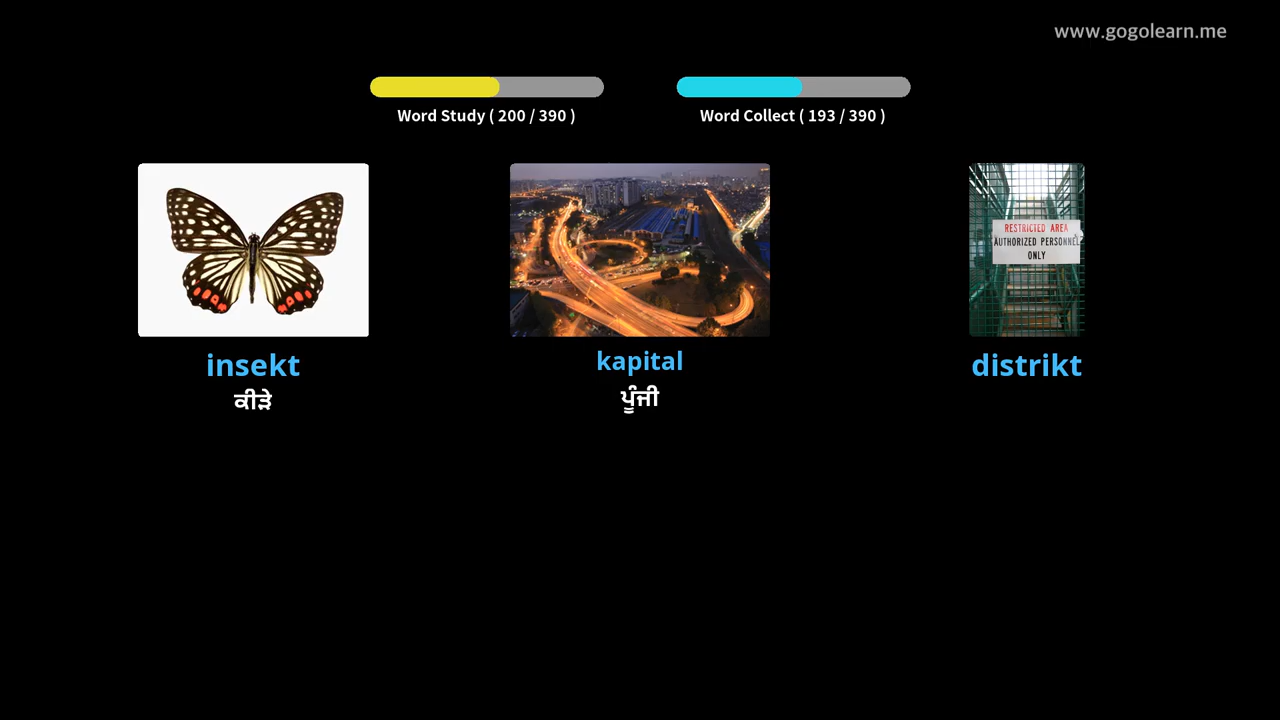 www.gogolearn.me
Word Study ( 200 / 390 )
Word Collect ( 193 / 390 )
RESTRICTED AREA
AUTHORIZED PERSONNEL
ONLY
insekt
kapital
distrikt
ਕੀੜੇ
ਪੂੰਜੀ